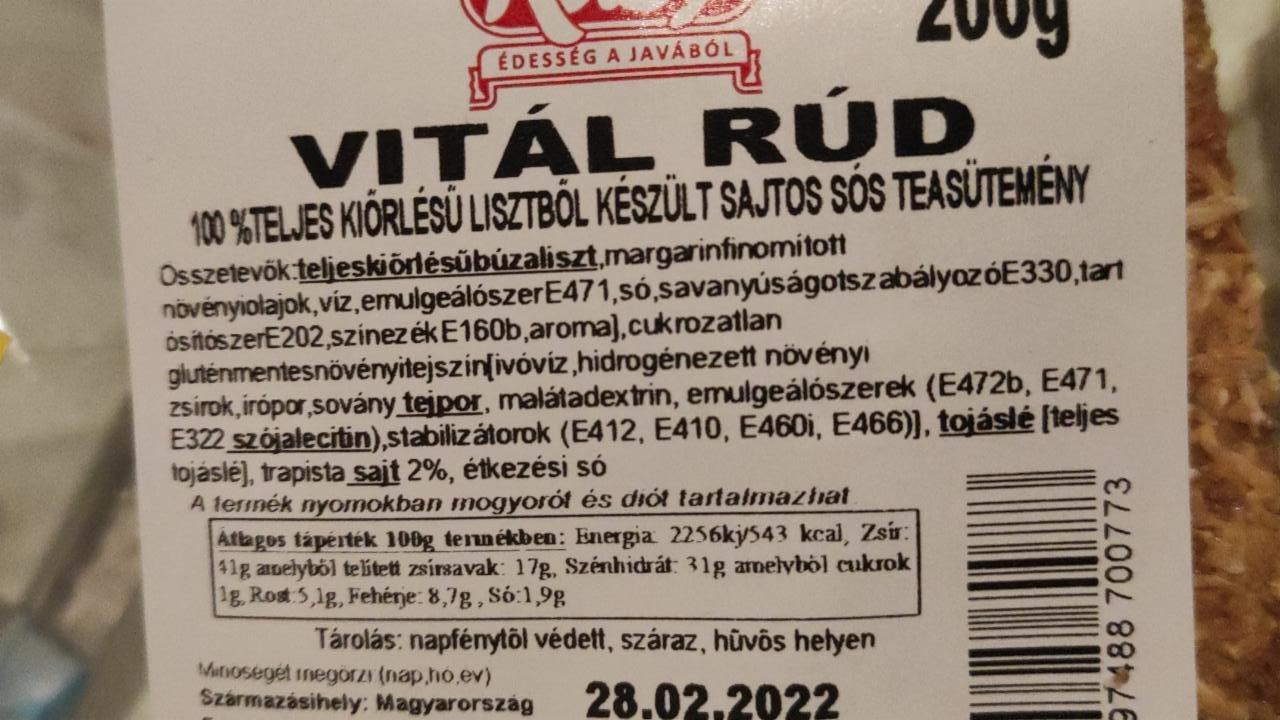 200g
ÉDESSÉG A JAVÁBÓL
VITÁL RÚD
100 %TELJES KIŐRLÉSŰ LISZTBŐL KÉSZÜLT SAJTOS SÓS TEASÜTEMÉNY
Összetevők:teljeskiőrlésűbúzaliszt,margarinfinomított
növényiolajok,víz,emulgeálószerE471,só,savanyúságotszabályozóE330,tart
ósítószerE202,színezékE160b,aroma],cukrozatlan
gluténmentesnövényitejszín[ivóvíz,hidrogénezett növényi
zsírok,írópor,sovány tejpor, malátadextrin, emulgeálószerek (E472b, E471,
E322 szójalecitin),stabilizátorok (E412, E410, E460i, E466)], tojáslé [teljes
tojáslé], trapista sajt 2%, étkezési só
A termék nyomokban mogyorót és diót tartalmazhat
Átlagos tápérték 100g termékben: Energia: 2256kj/543 kcal, Zsír:
41g amelyből telített zsírsavak: 17g, Szénhidrát: 31g amelyből cukrok
1g, Rost:5,1g, Fehérje: 8,7g , Só:1,9g
Tárolás: napfénytől védett, száraz, hűvös helyen
Minőségét megőrzi:(nap,hó,év)
Származásihely: Magyarország
28.02.2022
97488 700773